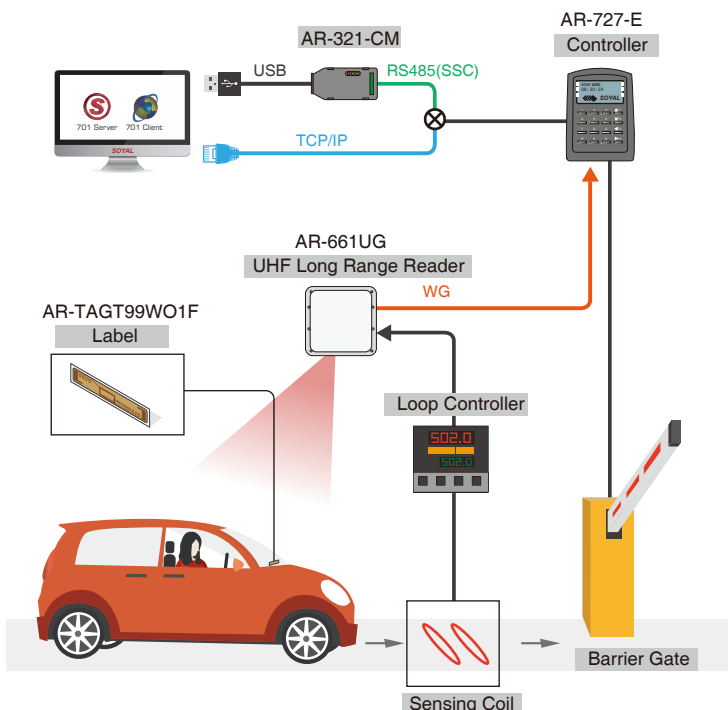 AR-727-E
Controller
AR-321-CM
USB
RS485(SSC)
SOYAL
701 Server
701 Client
SOYAL
TCP/IP
AR-661UG
UHF Long Range Reader
WG
AR-TAGT99WO1F
Label
Loop Controller
502.0
502.0
Barrier Gate
Sensing Coil